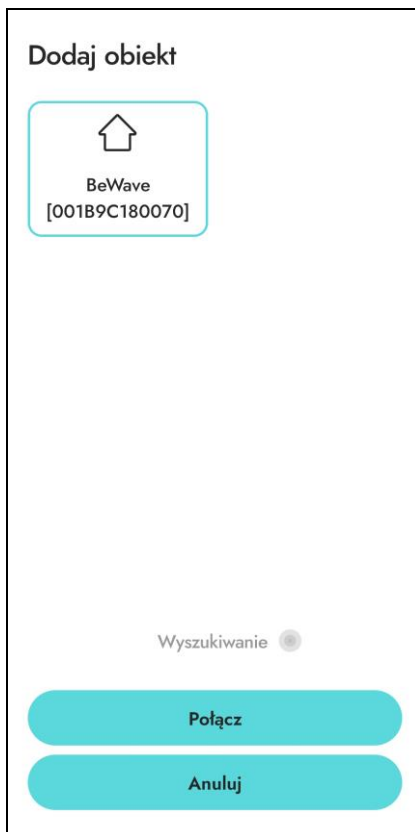 Dodaj obiekt
BeWave
[001B9C180070]
Wyszukiwanie
Połącz
Anuluj